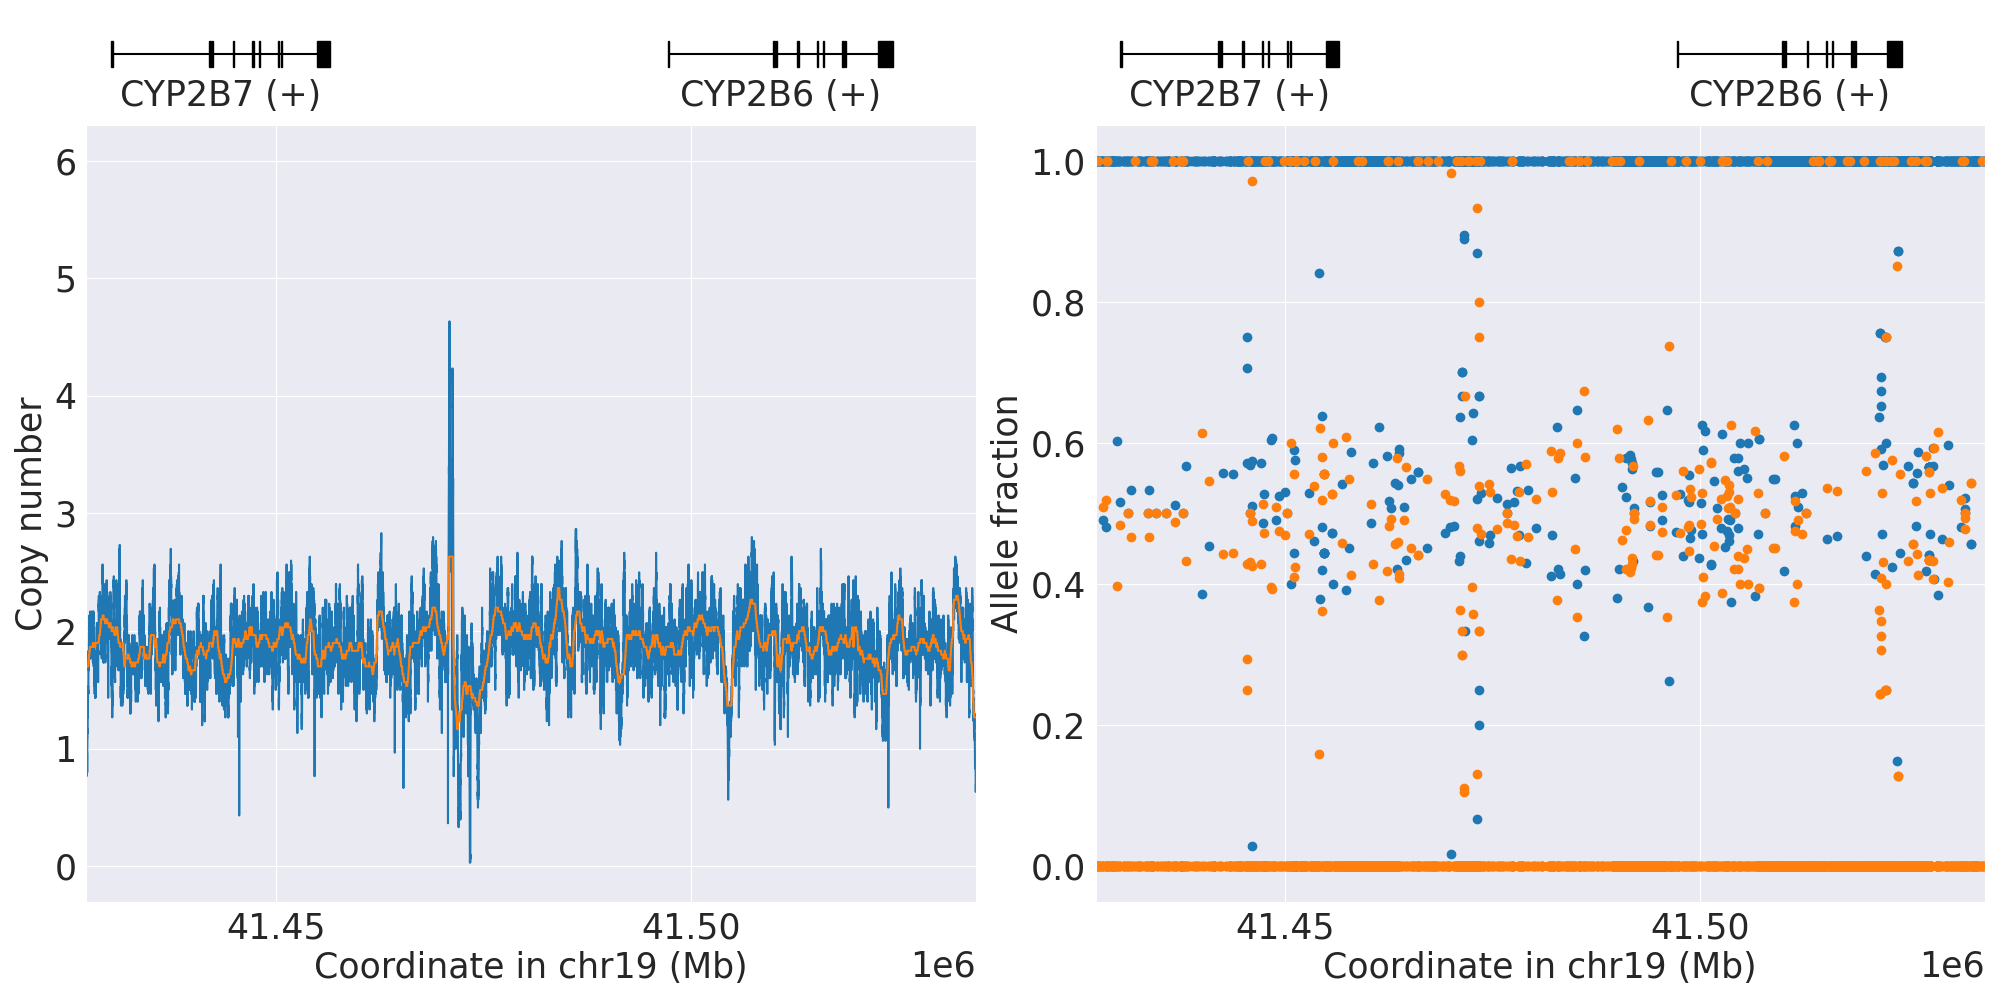 CYP2B7 (+)
CYP2B6 (+)
CYP2B7 (+)
CYP2B6 (+)
Copy number
6
5
4
3
2
1
0
41.45
41.50
Coordinate in chr19 (Mb)
1e6
Allele fraction
1.0
0.8
0.6
0.4
0.2
0.0
41.45
41.50
Coordinate in chr19 (Mb)
1e6